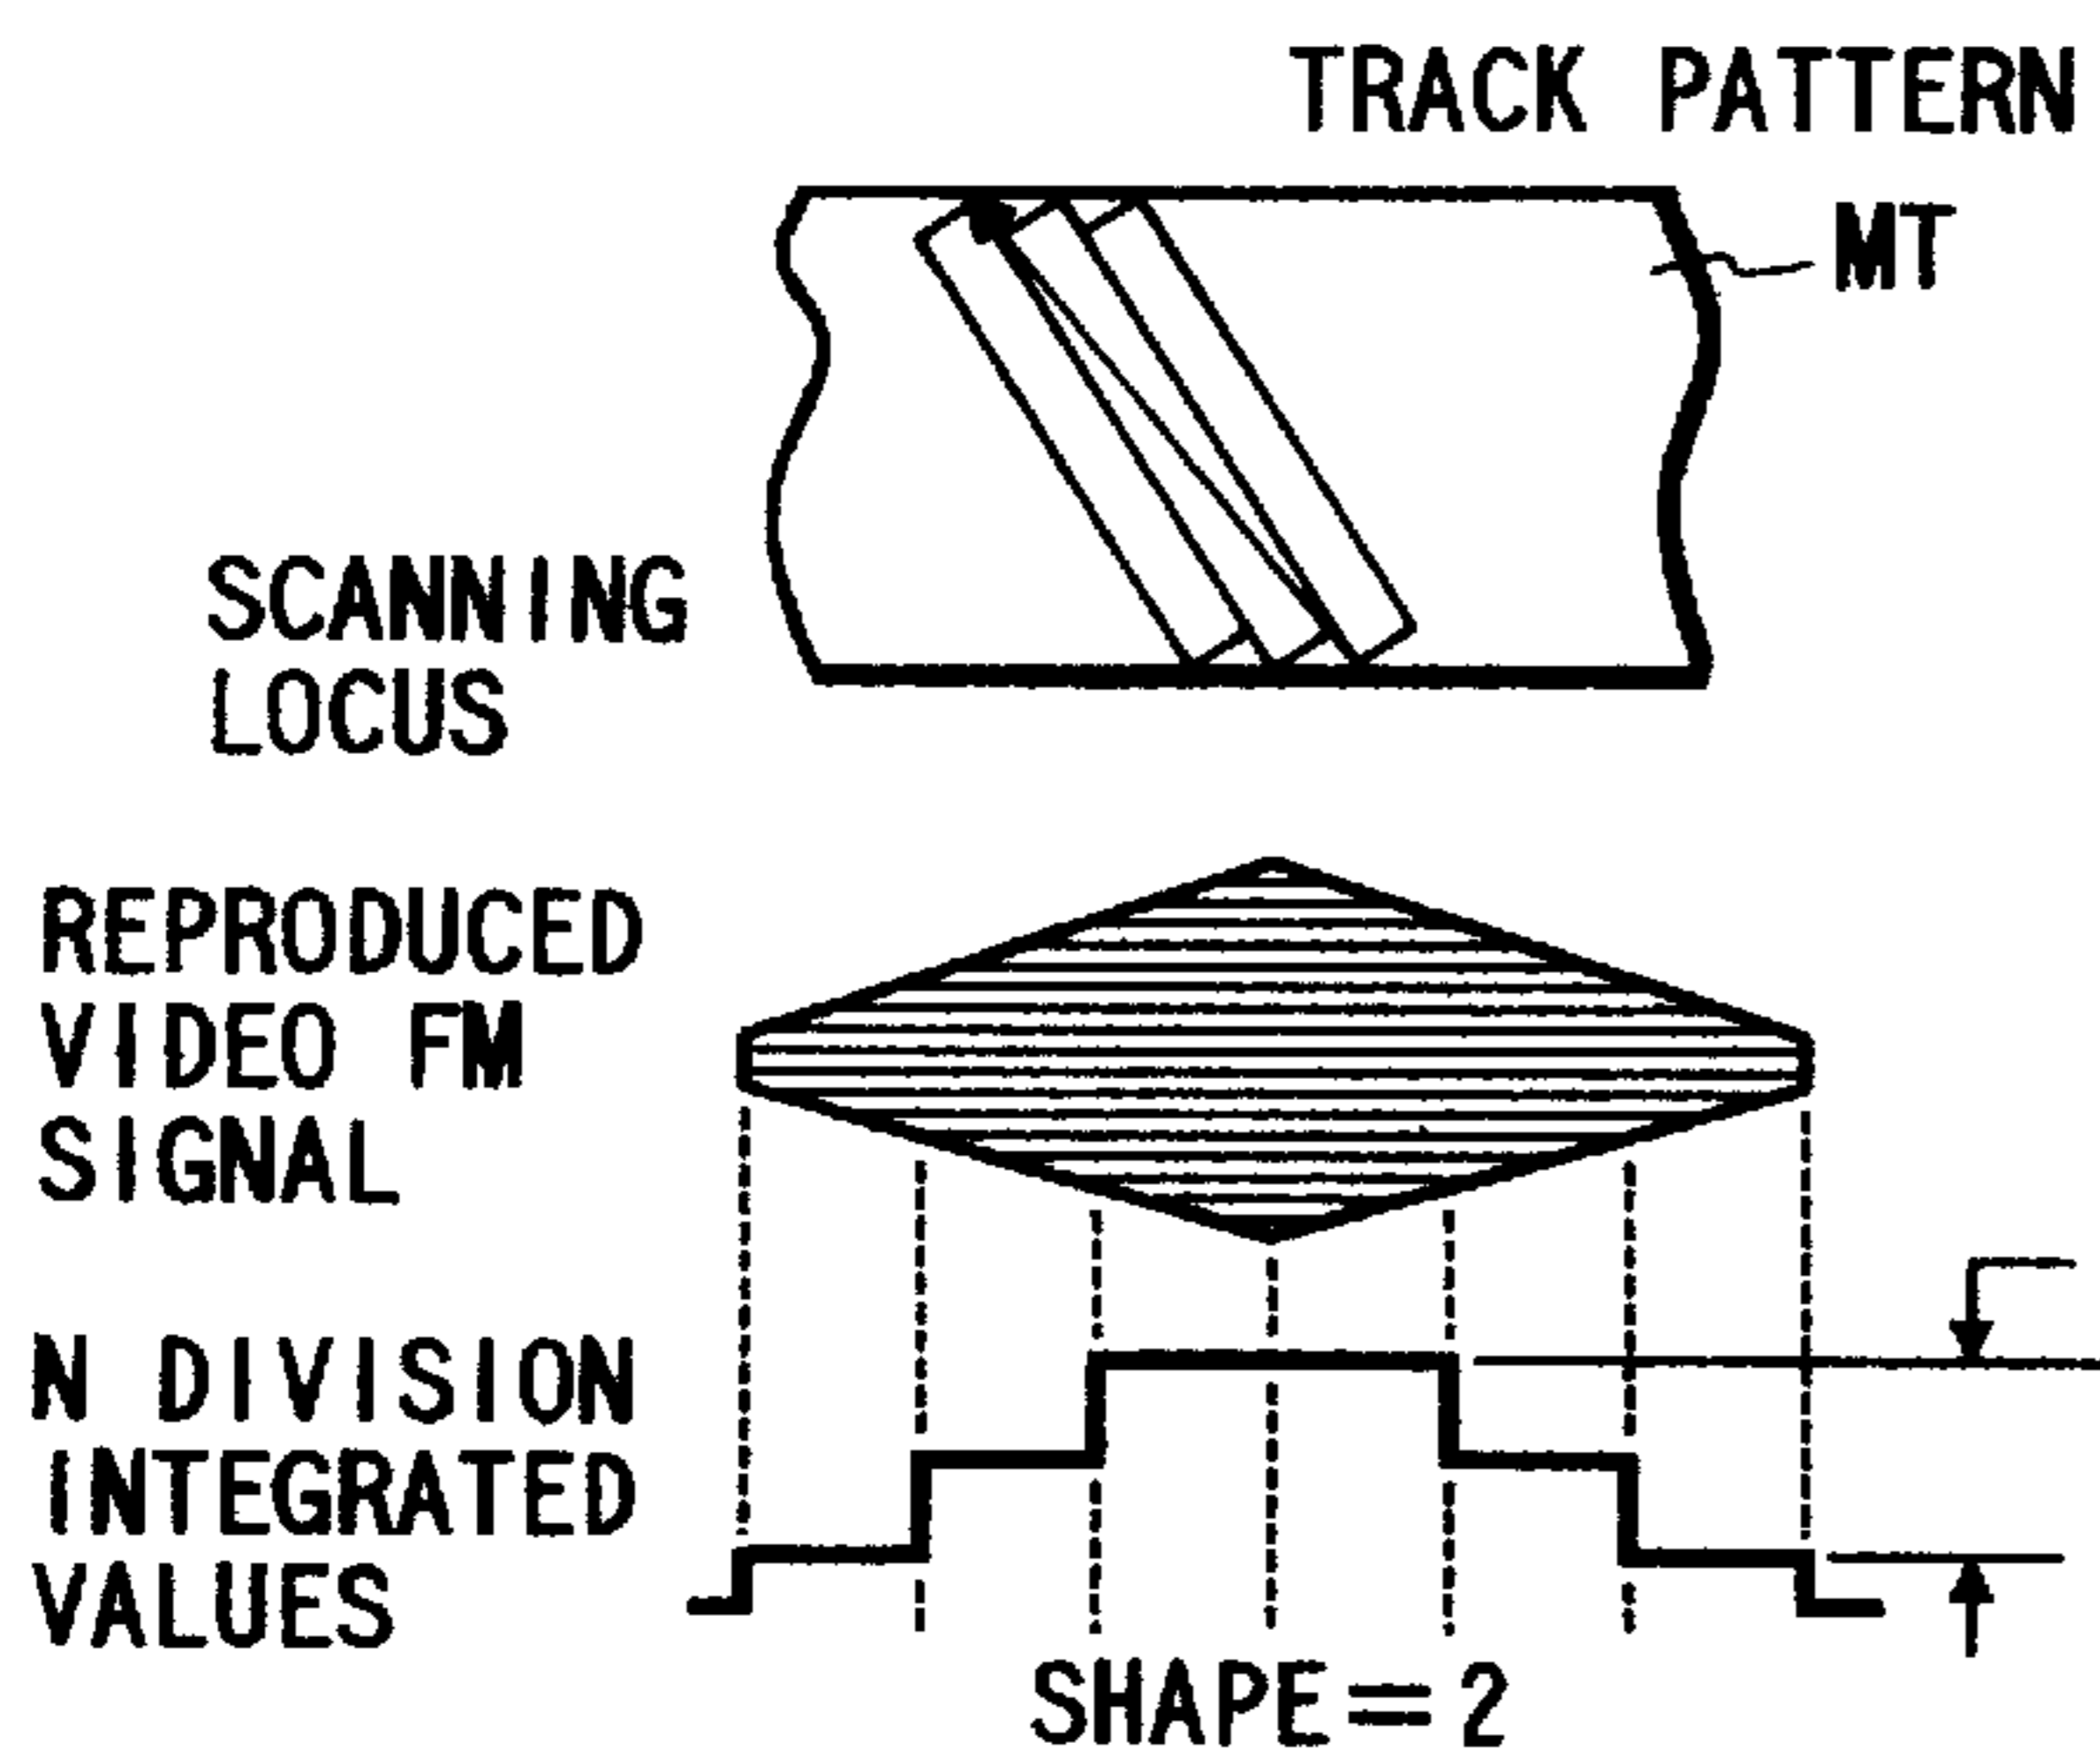 TRACK PATTERN
MT
SCANNING
LOCUS
REPRODUCED
VIDEO FM
SIGNAL
N DIVISION
INTEGRATED
VALUES
SHAPE=2